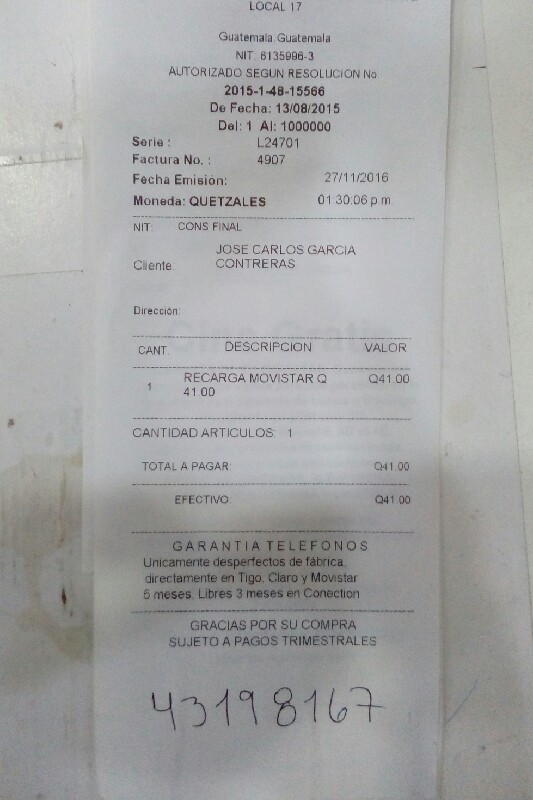 LOCAL 17
Guatemala, Guatemala
NIT: 6135996-3
AUTORIZADO SEGUN RESOLUCION No
2015-1-48-15566
De Fecha: 13/08/2015
Del: 1 Al: 1000000
Serie : L24701
Factura No. : 4907
Fecha Emisión: 27/11/2016
Moneda: QUETZALES 01:30:06 p.m.
NIT: CONS FINAL
JOSE CARLOS GARCIA
Cliente: CONTRERAS
Dirección:
CANT. DESCRIPCION VALOR
1 RECARGA MOVISTAR Q Q41.00
41.00
CANTIDAD ARTICULOS: 1
TOTAL A PAGAR: Q41.00
EFECTIVO: Q41.00
GARANTIA TELEFONOS
Unicamente desperfectos de fábrica,
directamente en Tigo, Claro y Movistar
6 meses, Libres 3 meses en Conection
GRACIAS POR SU COMPRA
SUJETO A PAGOS TRIMESTRALES
43198167